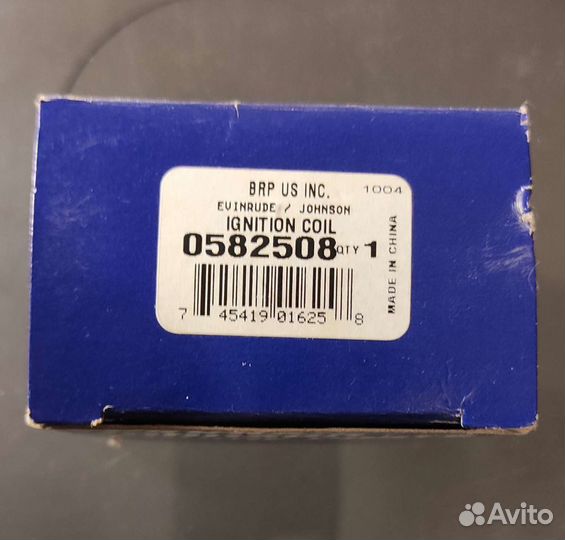 BRP US INC. 1004
EVINRUDE / JOHNSON
IGNITION COIL
0582508 QTY 1
MADE IN CHINA
7 45419 01625 8
Avito